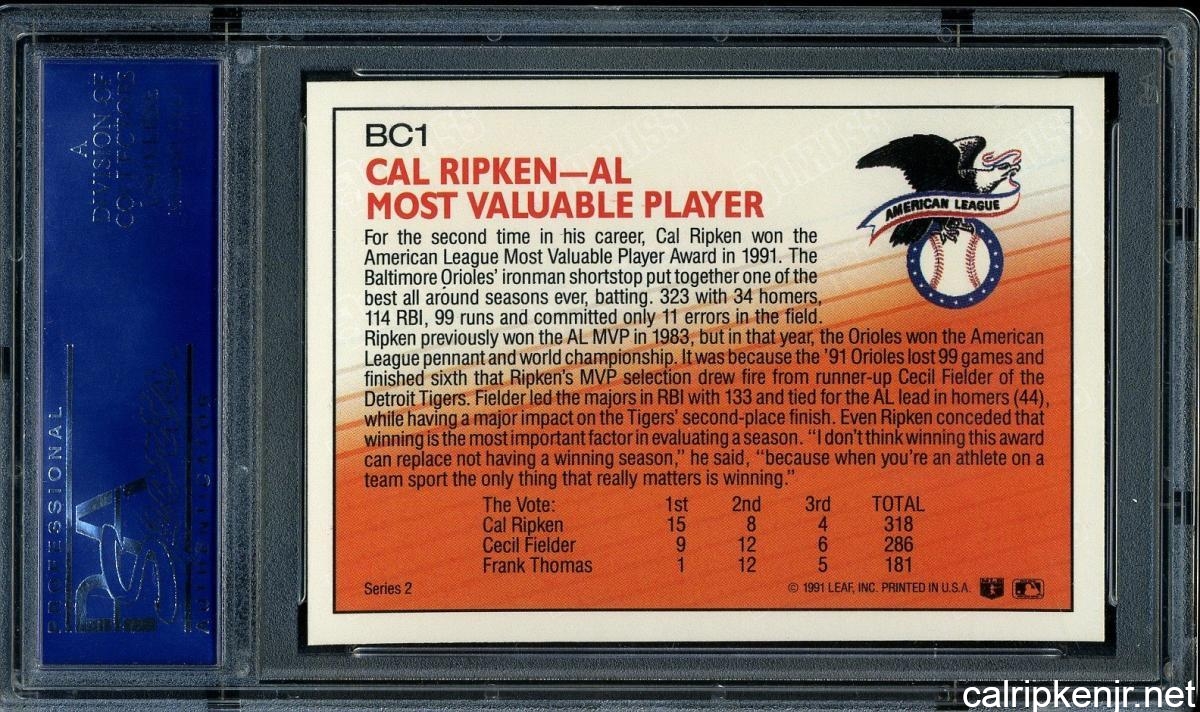 A
DIVISION OF
COLLECTORS
PROFESSIONAL
PSA
AUTHENTICATOR
BC1
CAL RIPKEN—AL
MOST VALUABLE PLAYER
AMERICAN LEAGUE
For the second time in his career, Cal Ripken won the
American League Most Valuable Player Award in 1991. The
Baltimore Orioles' ironman shortstop put together one of the
best all around seasons ever, batting. 323 with 34 homers,
114 RBI, 99 runs and committed only 11 errors in the field.
Ripken previously won the AL MVP in 1983, but in that year, the Orioles won the American
League pennant and world championship. It was because the '91 Orioles lost 99 games and
finished sixth that Ripken's MVP selection drew fire from runner-up Cecil Fielder of the
Detroit Tigers. Fielder led the majors in RBI with 133 and tied for the AL lead in homers (44),
while having a major impact on the Tigers' second-place finish. Even Ripken conceded that
winning is the most important factor in evaluating a season. "I don't think winning this award
can replace not having a winning season," he said, "because when you're an athlete on a
team sport the only thing that really matters is winning."
The Vote: 1st 2nd 3rd TOTAL
Cal Ripken 15 8 4 318
Cecil Fielder 9 12 6 286
Frank Thomas 1 12 5 181
Series 2 © 1991 LEAF, INC. PRINTED IN U.S.A.
calripkenjr.net